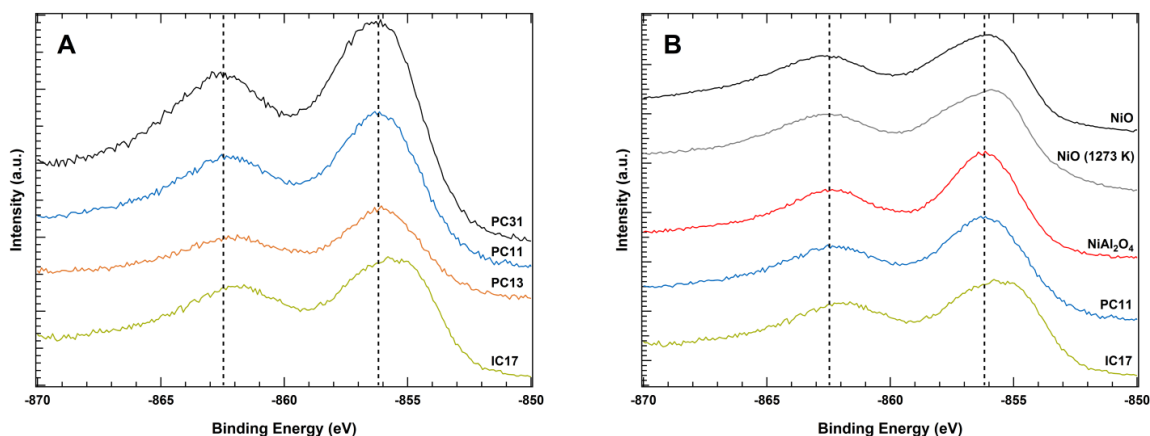 A
Intensity (a.u.)
PC31
PC11
PC13
IC17
-870
-865
-860
-855
-850
Binding Energy (eV)
B
Intensity (a.u.)
NiO
NiO (1273 K)
NiAl₂O₄
PC11
IC17
-870
-865
-860
-855
-850
Binding Energy (eV)